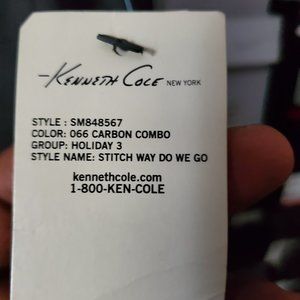 KENNETH COLE NEW YORK
STYLE : SM848567
COLOR: 066 CARBON COMBO
GROUP: HOLIDAY 3
STYLE NAME: STITCH WAY DO WE GO
kennethcole.com
1-800-KEN-COLE